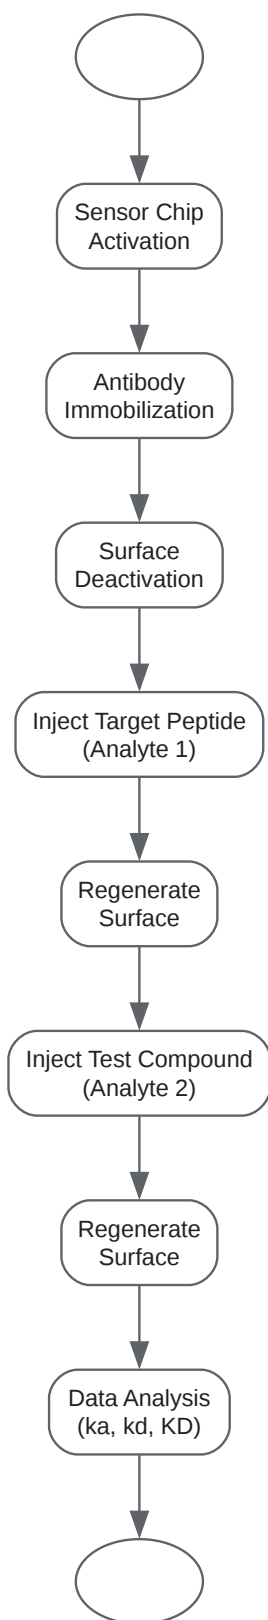 Sensor Chip
Activation
Antibody
Immobilization
Surface
Deactivation
Inject Target Peptide
(Analyte 1)
Regenerate
Surface
Inject Test Compound
(Analyte 2)
Regenerate
Surface
Data Analysis
(ka, kd, KD)